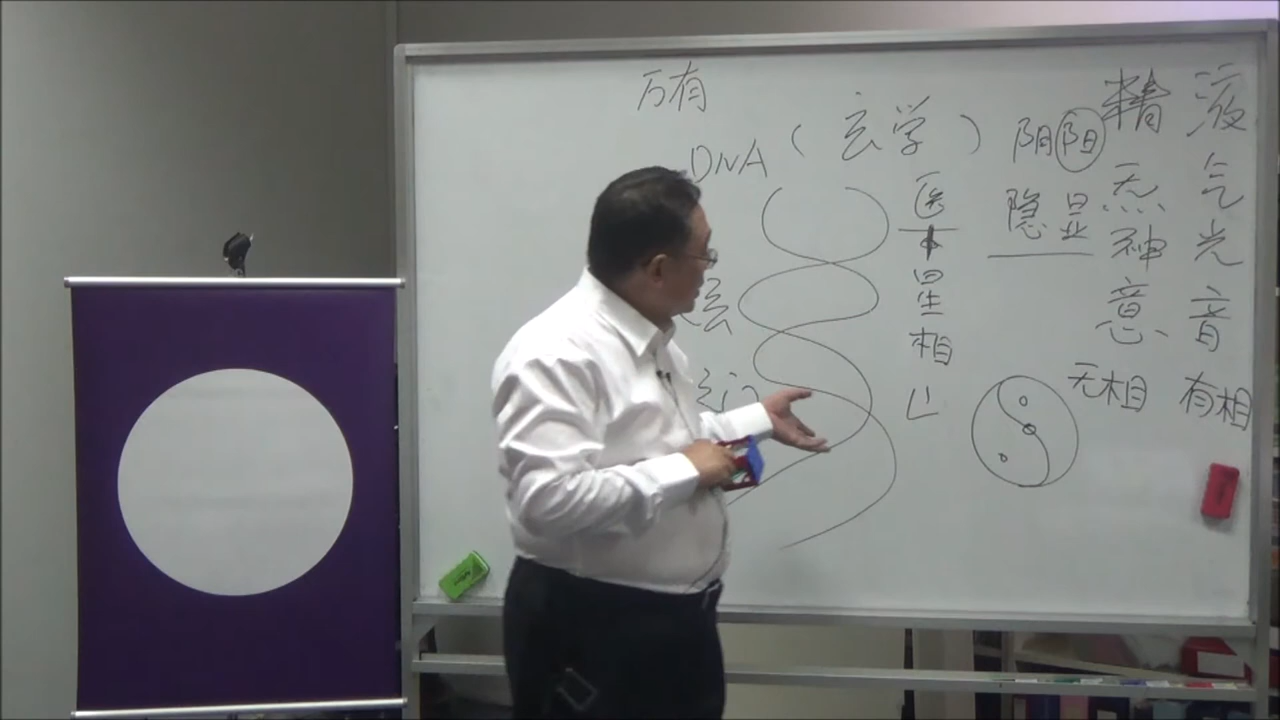 万有
DNA（玄学）
医
卜
星
相
山
阴阳
隐显
精 液
炁 气
神 光
意 音
无相 有相